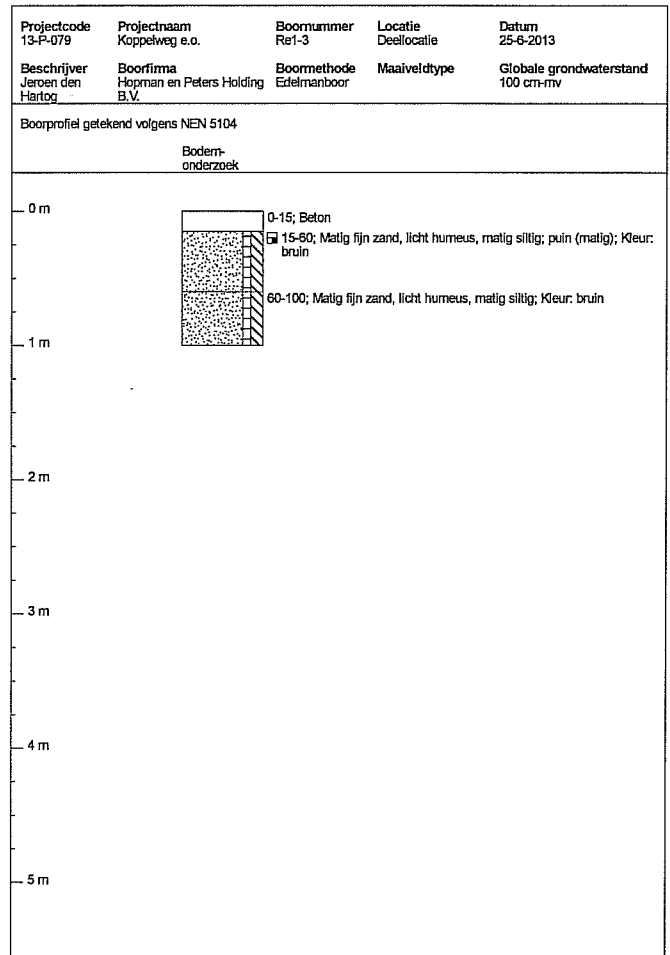 Projectcode Projectnaam Boornummer Locatie Datum
13-P-079 Koppelweg e.o. Re1-3 Deellocatie 25-6-2013
Beschrijver Boorfirma Boormethode Maaiveldtype Globale grondwaterstand
Jeroen den Hopman en Peters Holding Edelmanboor 100 cm-mv
Hartog B.V.
Boorprofiel getekend volgens NEN 5104
Bodem-
onderzoek
0 m
0-15; Beton
15-60; Matig fijn zand, licht humeus, matig siltig; puin (matig); Kleur:
bruin
60-100; Matig fijn zand, licht humeus, matig siltig; Kleur: bruin
1 m
2 m
3 m
4 m
5 m